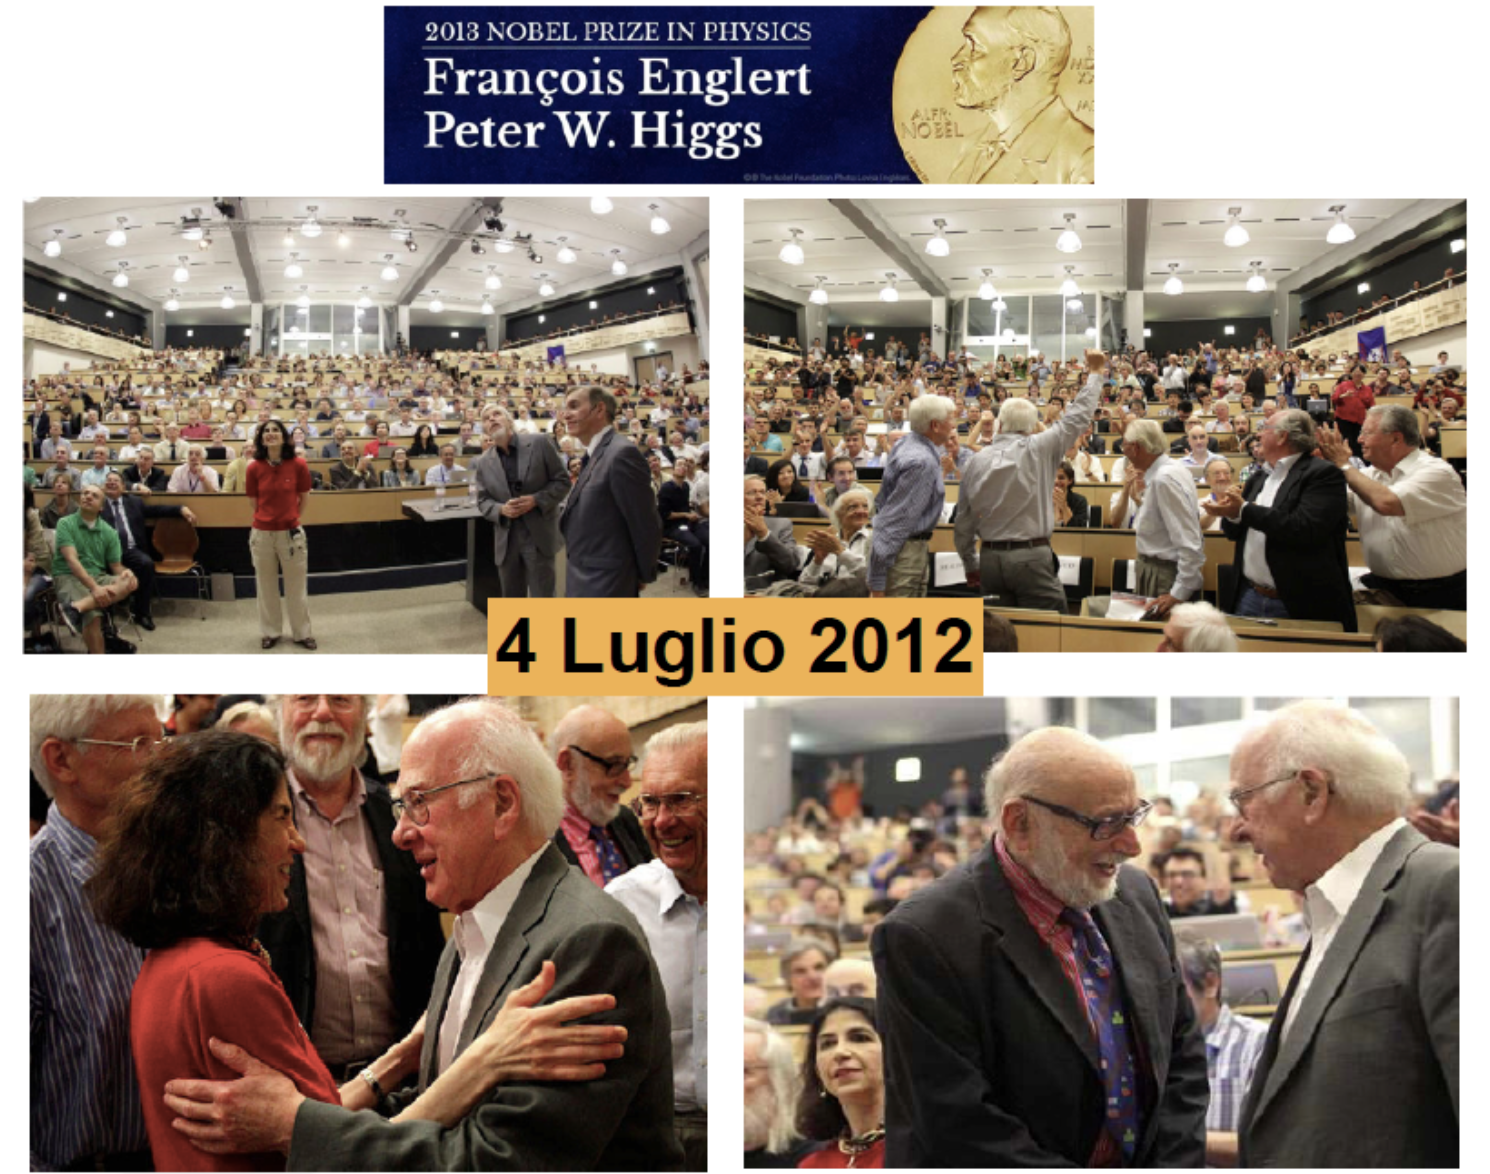 2013 NOBEL PRIZE IN PHYSICS
François Englert
Peter W. Higgs
ALFR·
NOBEL
4 Luglio 2012